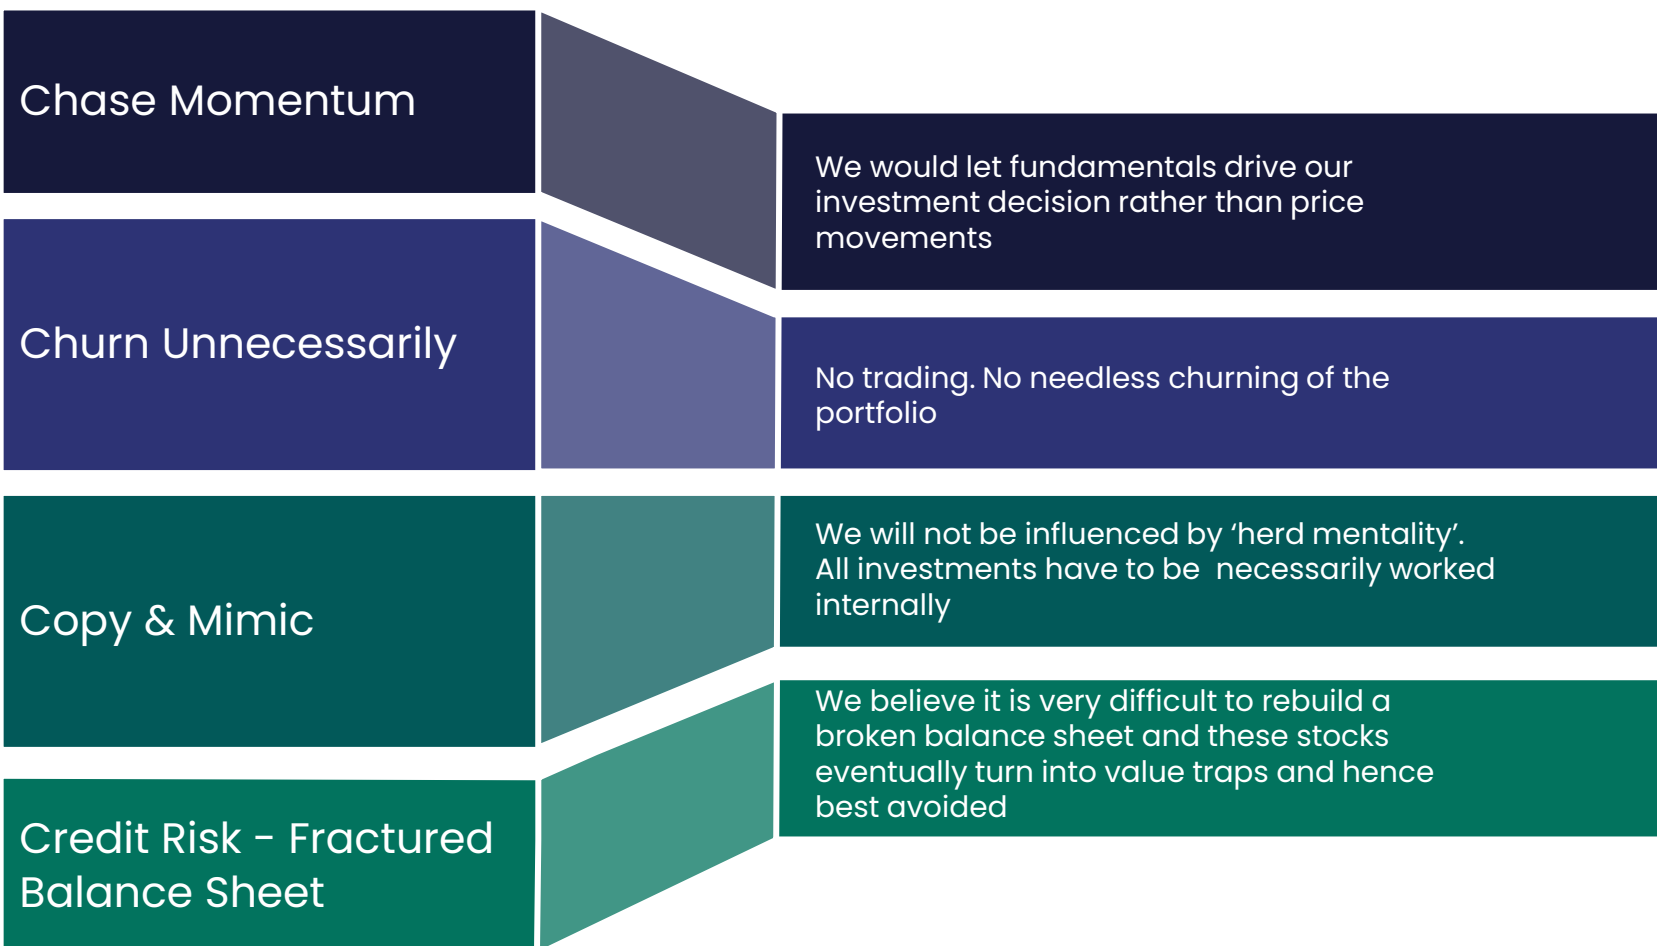 Chase Momentum
We would let fundamentals drive our
investment decision rather than price
movements
Churn Unnecessarily
No trading. No needless churning of the
portfolio
Copy & Mimic
We will not be influenced by ‘herd mentality’.
All investments have to be  necessarily worked
internally
Credit Risk - Fractured
Balance Sheet
We believe it is very difficult to rebuild a
broken balance sheet and these stocks
eventually turn into value traps and hence
best avoided